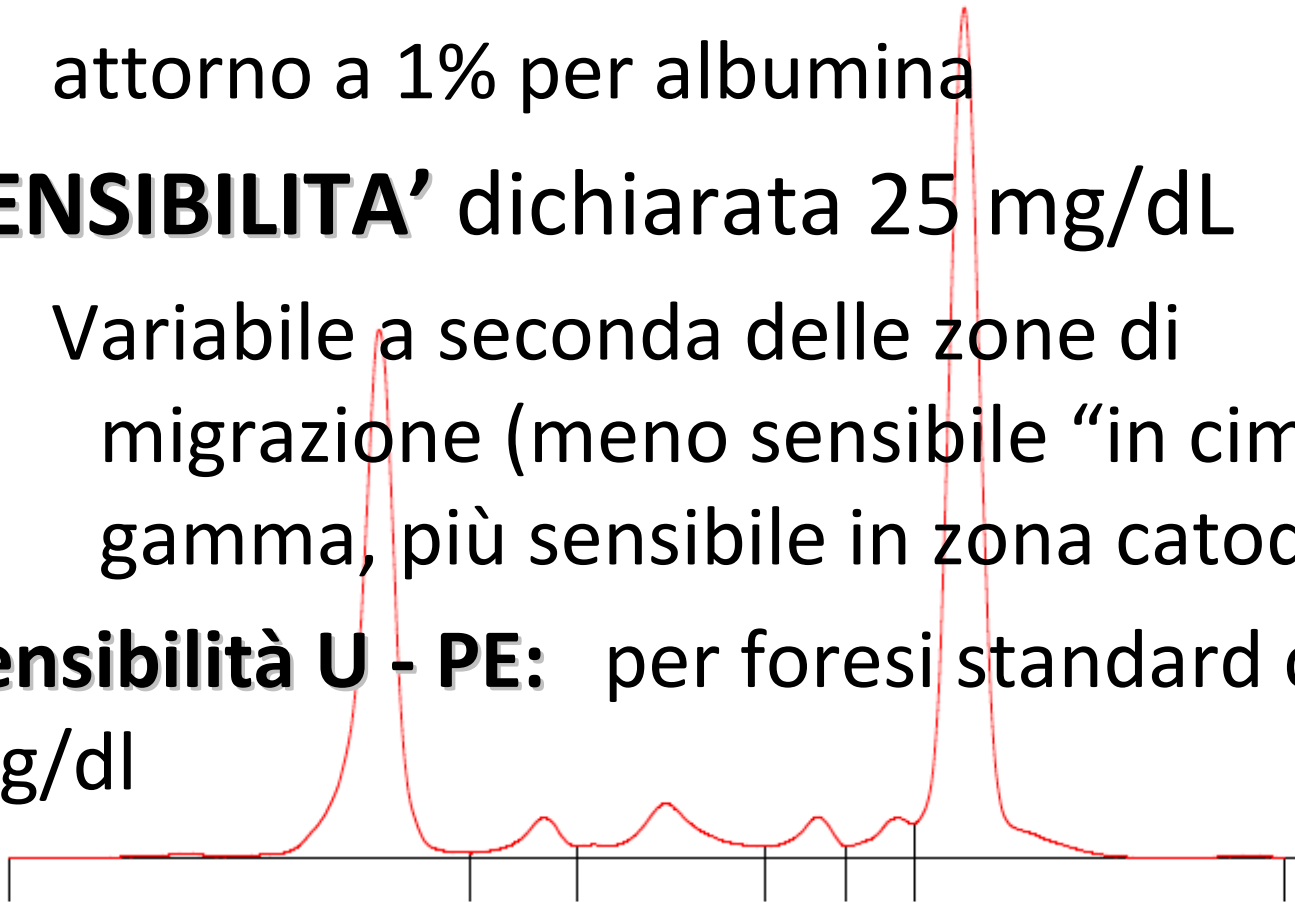 attorno a 1% per albumina
ENSIBILITA’ dichiarata 25 mg/dL
Variabile a seconda delle zone di
migrazione (meno sensibile “in cim
gamma, più sensibile in zona catod
ensibilità U - PE: per foresi standard
g/dl